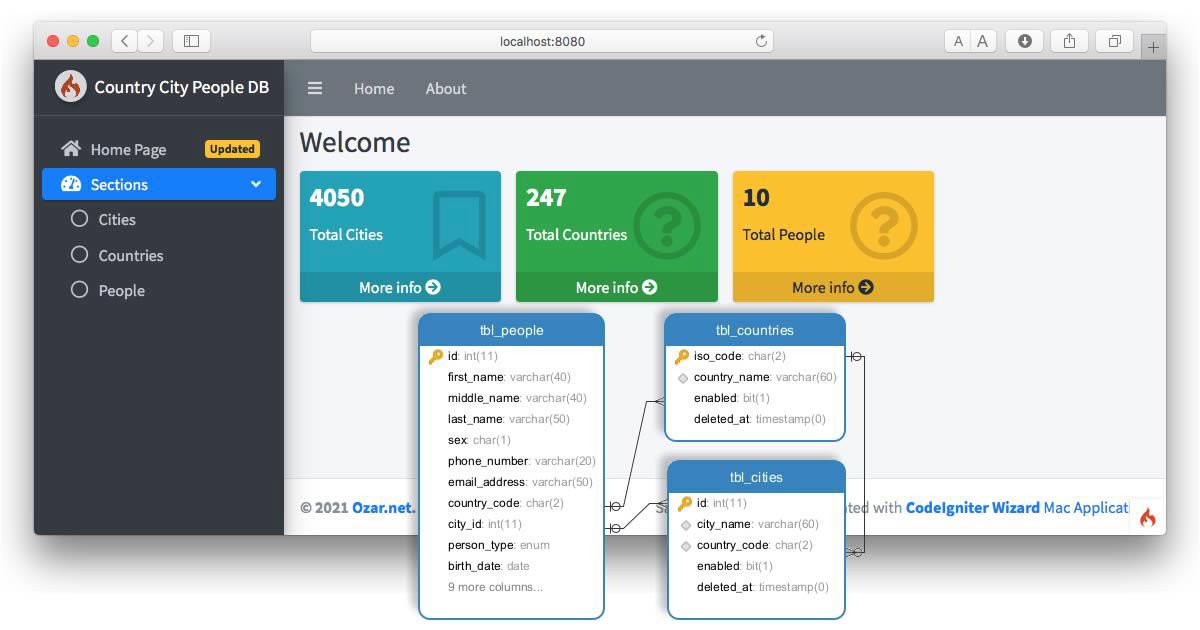 localhost:8080
A A
Country City People DB
Home About
Home Page Updated
Sections
Cities
Countries
People
Welcome
4050
Total Cities
More info
247
Total Countries
More info
10
Total People
More info
tbl_people
id: int(11)
first_name: varchar(40)
middle_name: varchar(40)
last_name: varchar(50)
sex: char(1)
phone_number: varchar(20)
email_address: varchar(50)
country_code: char(2)
city_id: int(11)
person_type: enum
birth_date: date
9 more columns...
tbl_countries
iso_code: char(2)
country_name: varchar(60)
enabled: bit(1)
deleted_at: timestamp(0)
tbl_cities
id: int(11)
city_name: varchar(60)
country_code: char(2)
enabled: bit(1)
deleted_at: timestamp(0)
© 2021 Ozar.net. with CodeIgniter Wizard Mac Applicat